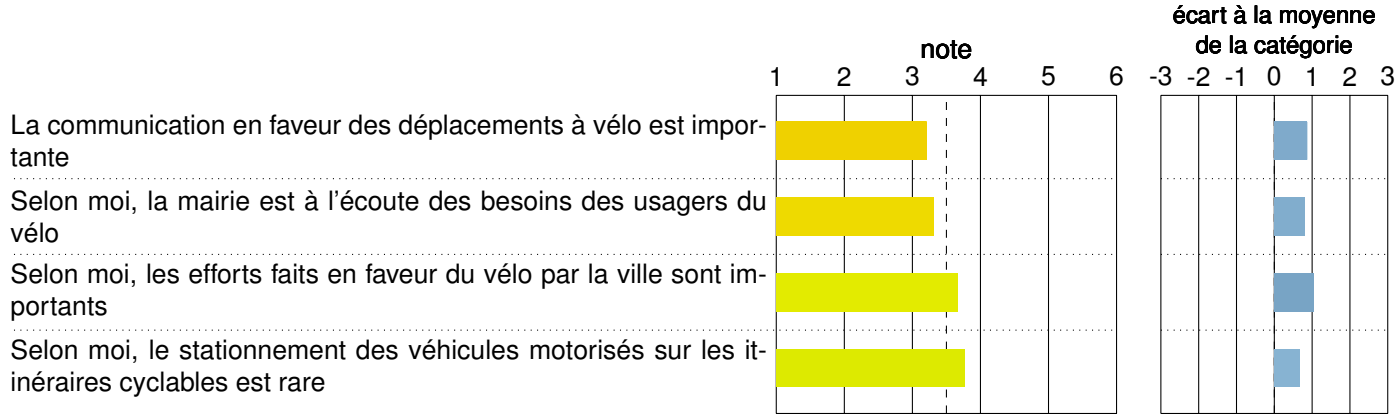 écart à la moyenne
de la catégorie
note
1 2 3 4 5 6
-3 -2 -1 0 1 2 3
La communication en faveur des déplacements à vélo est impor-
tante
Selon moi, la mairie est à l'écoute des besoins des usagers du
vélo
Selon moi, les efforts faits en faveur du vélo par la ville sont im-
portants
Selon moi, le stationnement des véhicules motorisés sur les it-
inéraires cyclables est rare